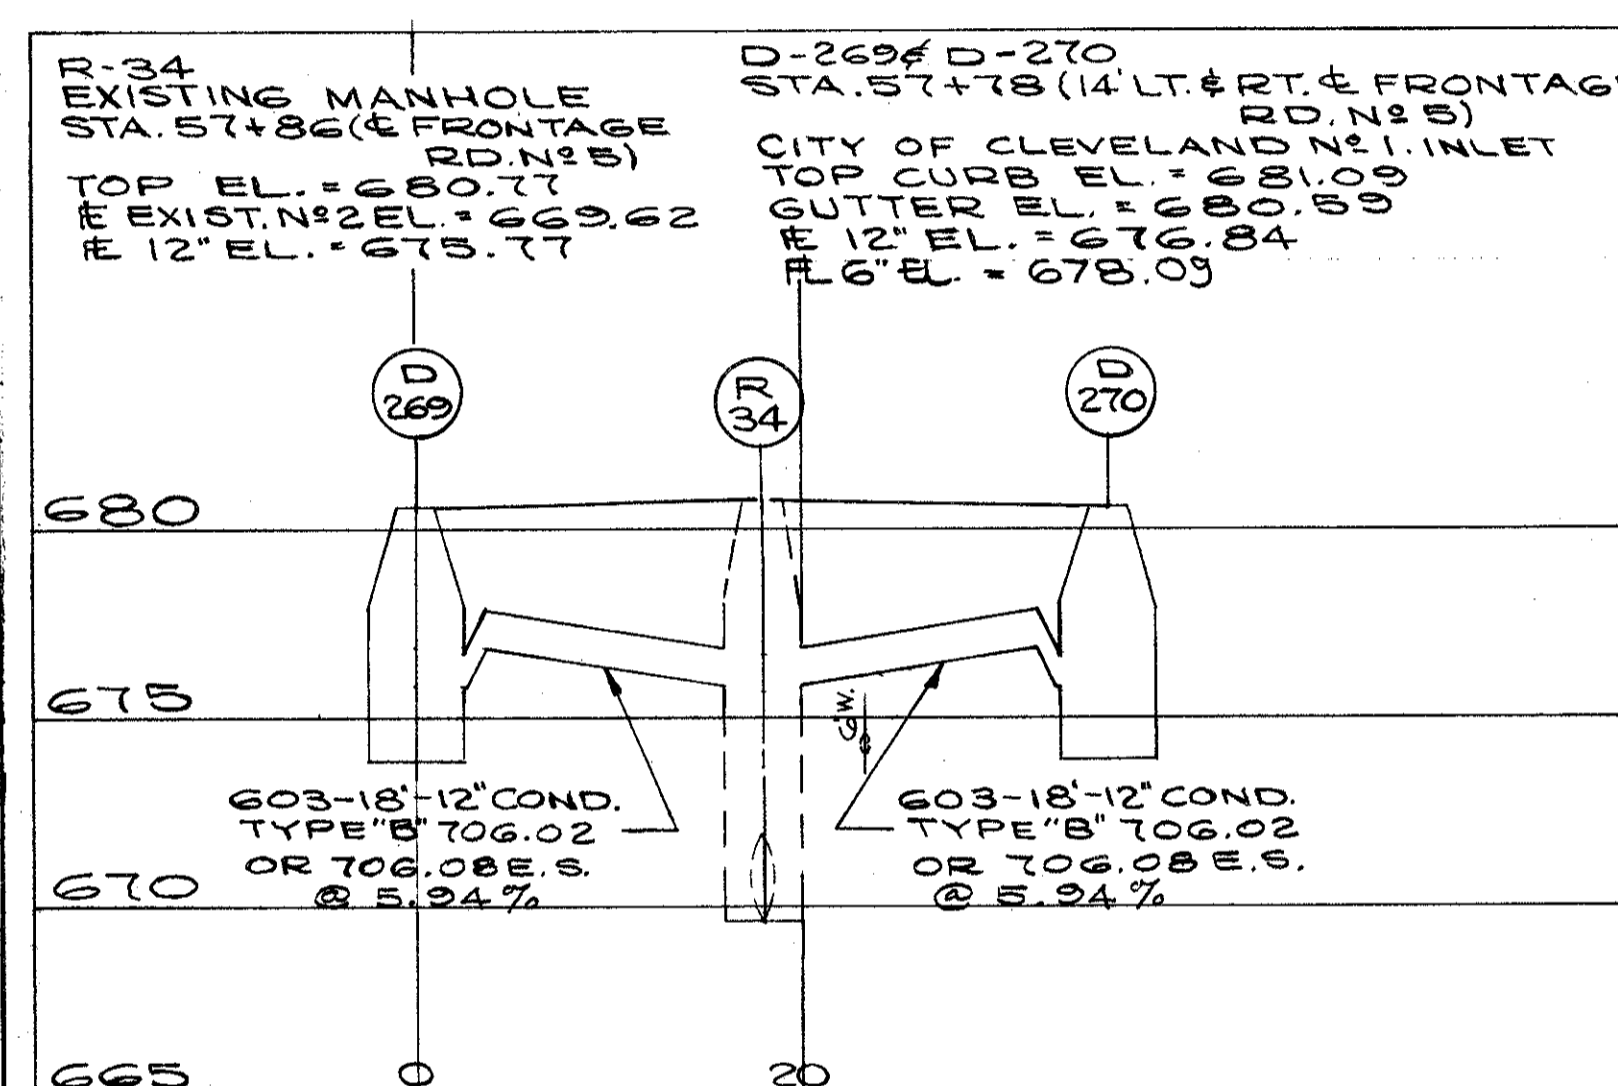 R-34
EXISTING MANHOLE
STA. 57+86 (℄ FRONTAGE
RD. Nº 5)
TOP EL. = 680.77
℄ EXIST. Nº 2 EL. = 669.62
℄ 12" EL. = 675.77
D-269 & D-270
STA. 57+78 (14' LT. & RT. ℄ FRONTAGE
RD. Nº 5)
CITY OF CLEVELAND Nº 1. INLET
TOP CURB EL. = 681.09
GUTTER EL. = 680.59
℄ 12" EL. = 676.84
FL 6" EL. = 678.09
D
269
R
34
D
270
680
675
6"W.
603-18'-12" COND.
TYPE "B" 706.02
OR 706.08 E.S.
@ 5.94 %
603-18'-12" COND.
TYPE "B" 706.02
OR 706.08 E.S.
@ 5.94 %
670
665
0
20